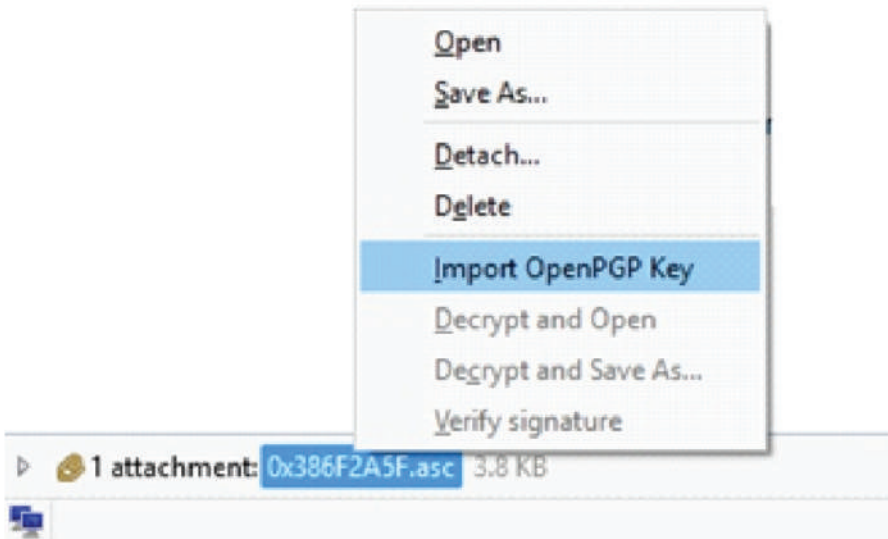 Open
Save As...
Detach...
Delete
Import OpenPGP Key
Decrypt and Open
Decrypt and Save As...
Verify signature
1 attachment: 0x386F2A5F.asc 3.8 KB